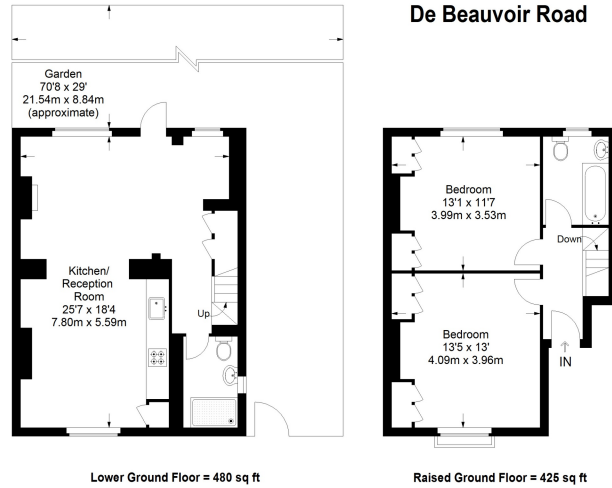 De Beauvoir Road
Garden
70'8 x 29'
21.54m x 8.84m
(approximate)
Kitchen/
Reception
Room
25'7 x 18'4
7.80m x 5.59m
Up
Bedroom
13'1 x 11'7
3.99m x 3.53m
Down
Bedroom
13'5 x 13'
4.09m x 3.96m
IN
Lower Ground Floor = 480 sq ft
Raised Ground Floor = 425 sq ft